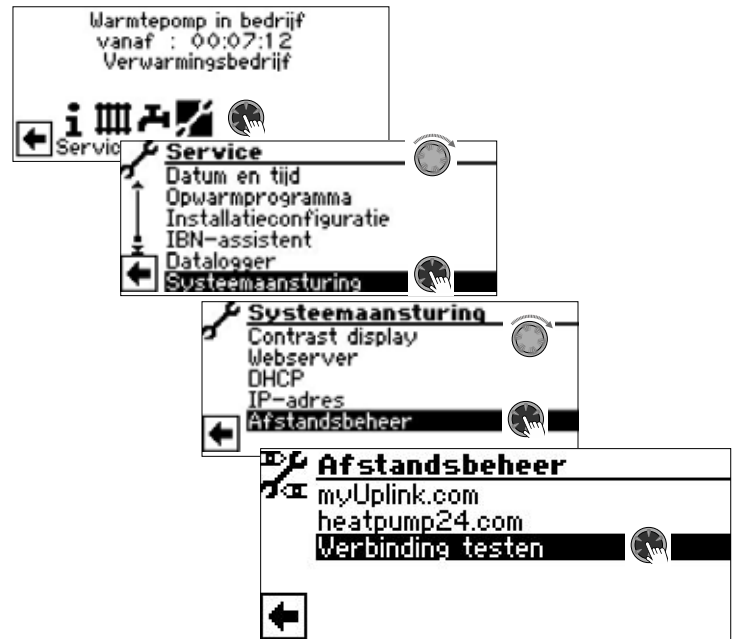 Warmtepomp in bedrijf
vanaf : 00:07:12
Verwarmingsbedrijf
Servic
Service
Datum en tijd
Opwarmprogramma
Installatieconfiguratie
IBN-assistent
Datalogger
Systeemaansturing
Systeemaansturing
Contrast display
Webserver
DHCP
IP-adres
Afstandsbeheer
Afstandsbeheer
myUplink.com
heatpump24.com
Verbinding testen